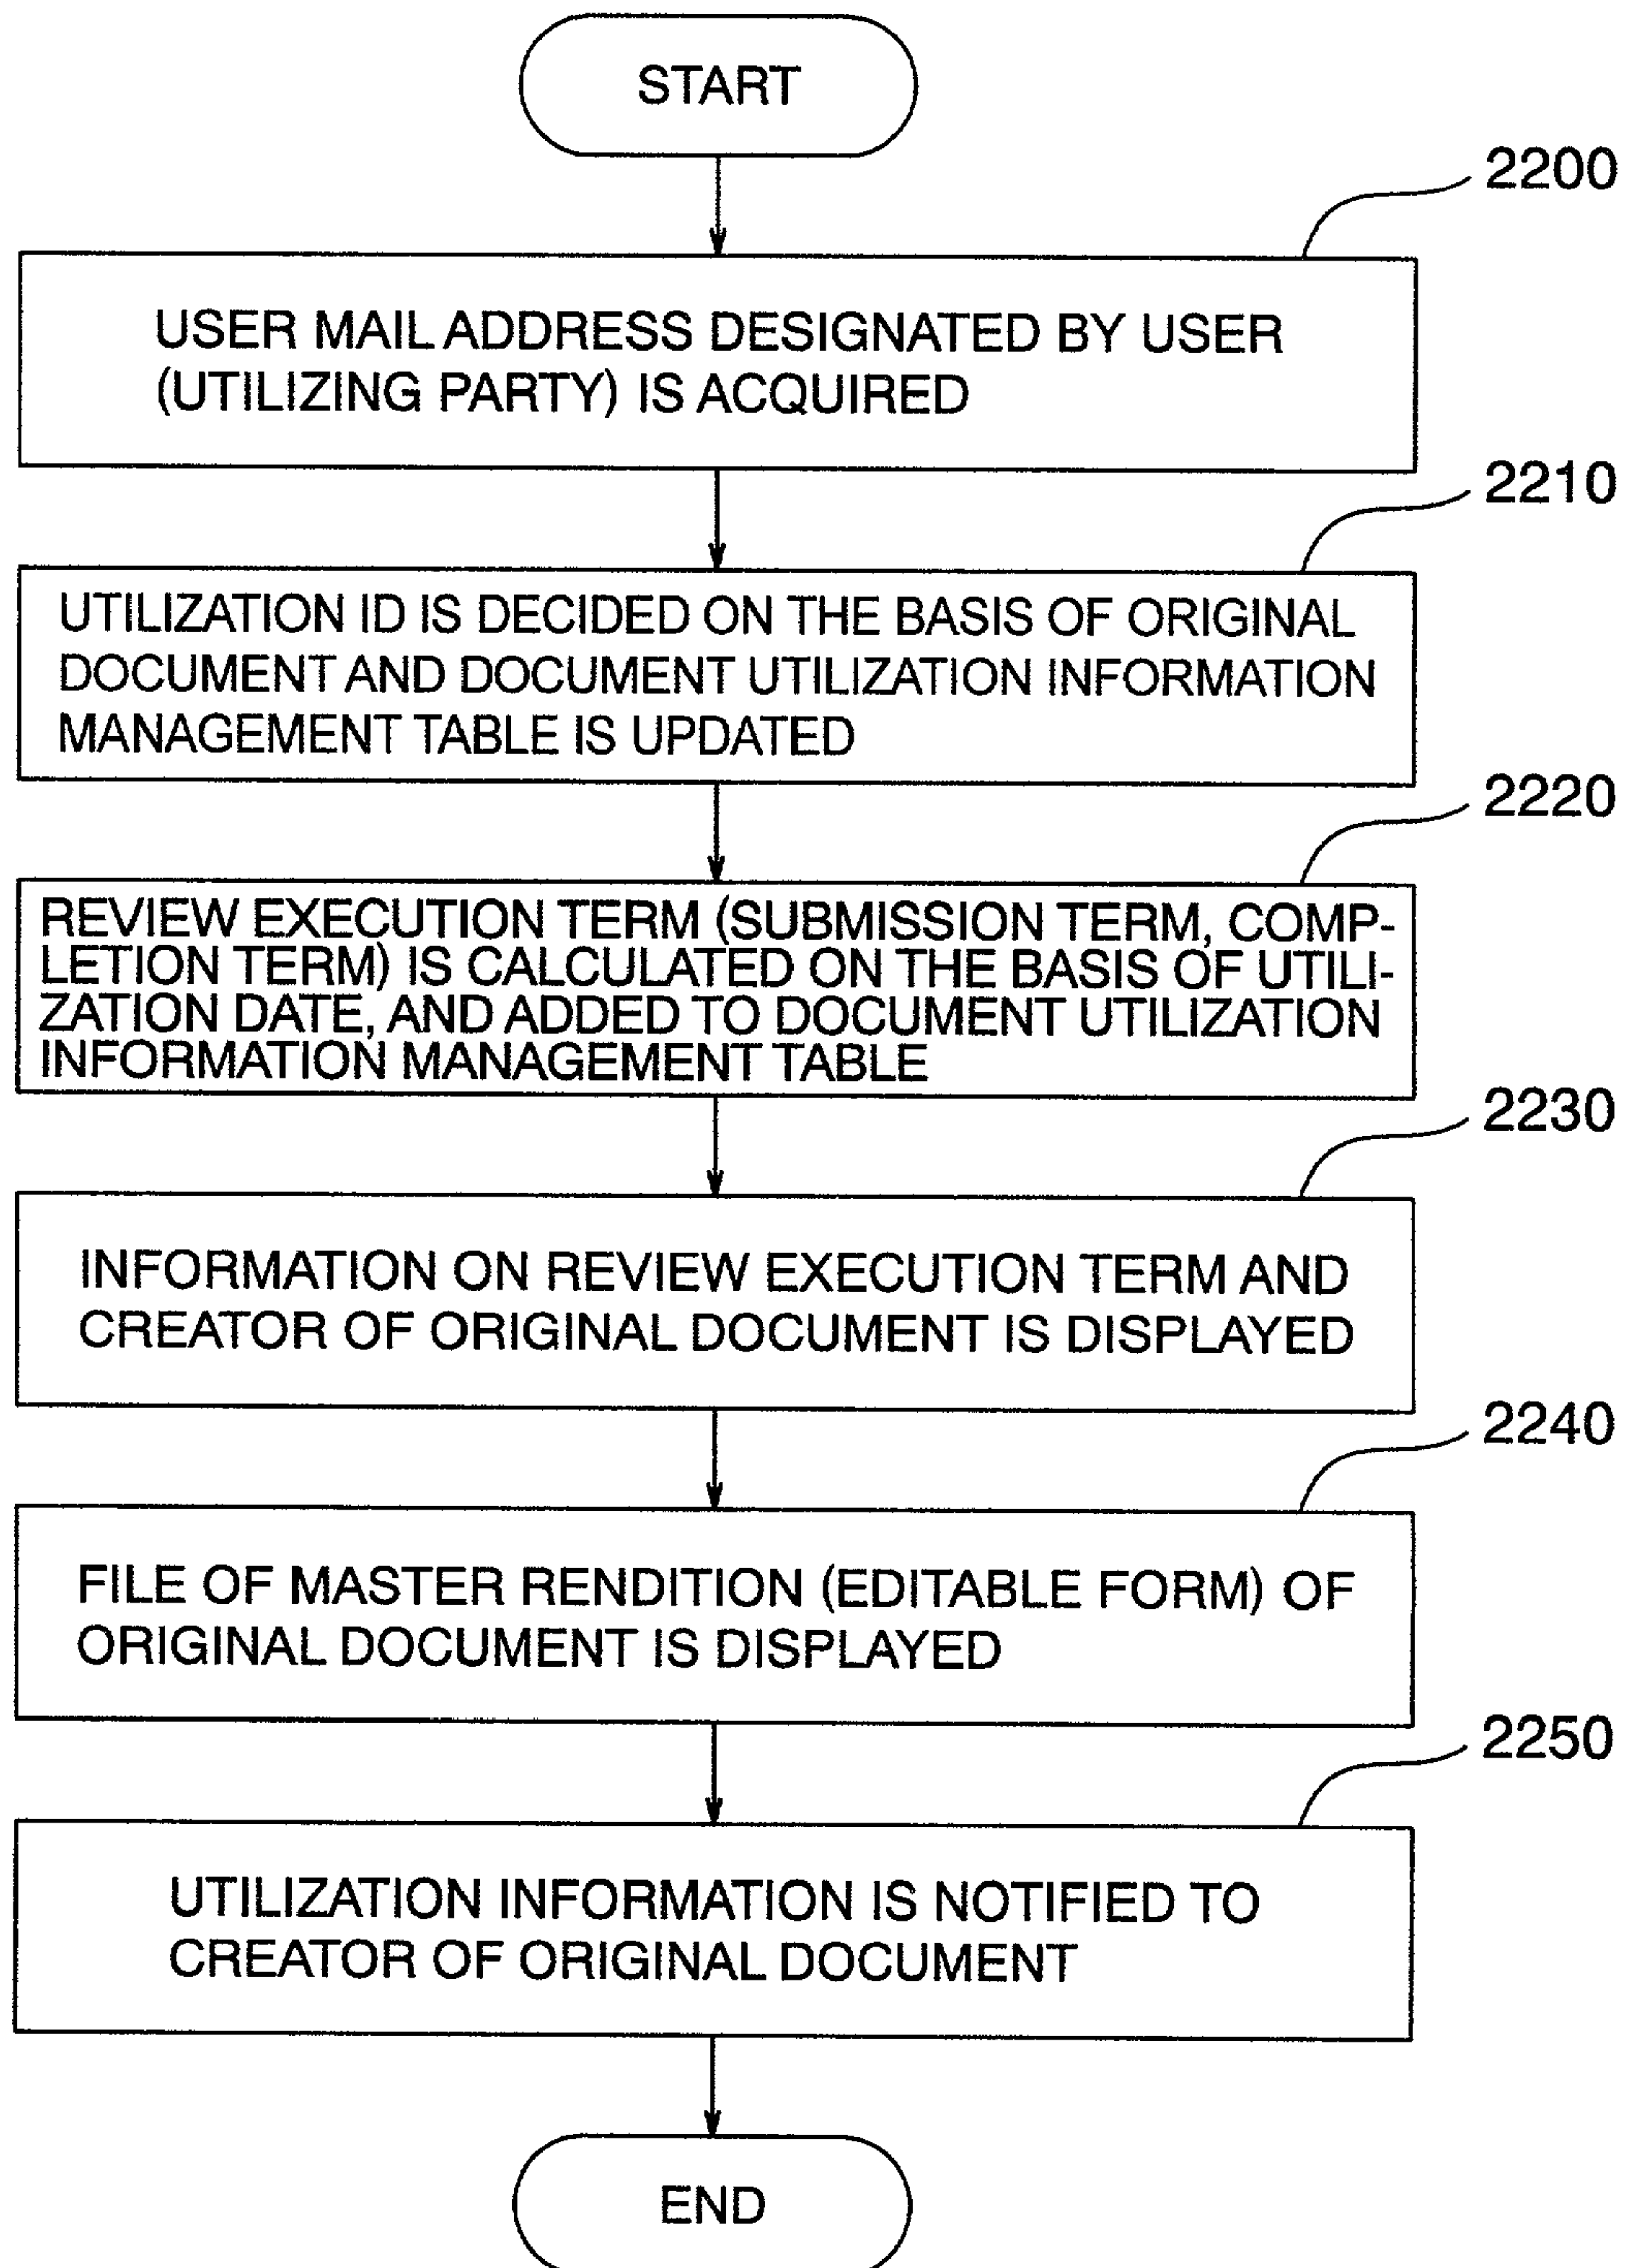 START
2200
USER MAIL ADDRESS DESIGNATED BY USER
(UTILIZING PARTY) IS ACQUIRED
2210
UTILIZATION ID IS DECIDED ON THE BASIS OF ORIGINAL
DOCUMENT AND DOCUMENT UTILIZATION INFORMATION
MANAGEMENT TABLE IS UPDATED
2220
REVIEW EXECUTION TERM (SUBMISSION TERM, COMP-
LETION TERM) IS CALCULATED ON THE BASIS OF UTILI-
ZATION DATE, AND ADDED TO DOCUMENT UTILIZATION
INFORMATION MANAGEMENT TABLE
2230
INFORMATION ON REVIEW EXECUTION TERM AND
CREATOR OF ORIGINAL DOCUMENT IS DISPLAYED
2240
FILE OF MASTER RENDITION (EDITABLE FORM) OF
ORIGINAL DOCUMENT IS DISPLAYED
2250
UTILIZATION INFORMATION IS NOTIFIED TO
CREATOR OF ORIGINAL DOCUMENT
END